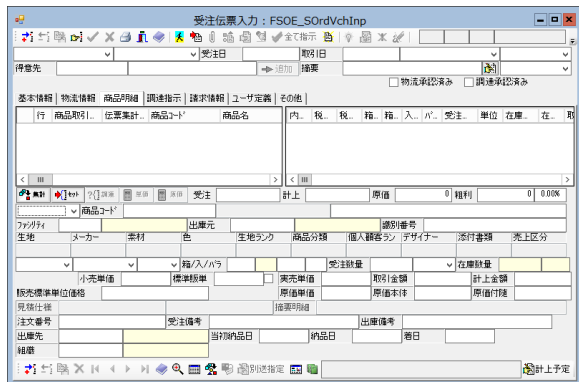 受注伝票入力 : FSOE_SOrdVchInp
全て指示
受注日 取引日
得意先 追加 摘要
物流承認済み 調達承認済み
基本情報 物流情報 商品明細 調達指示 請求情報 ユーザ定義 その他
行 商品取引... 伝票集計... 商品コード 商品名 内... 税... 税... 箱... 箱... 入... バ... 受注... 単位 在庫... 在... 取
集計 セット 調達 単価 原価 受注 計上 原価 0 粗利 0 0.00%
商品コード
ファシリティ 出庫元 識別番号
生地 メーカー 素材 色 生地ランク 商品分類 個人顧客ラン デザイナー 添付書類 売上区分
箱/入/バラ 受注数量 在庫数量
小売単価 標準販単 実売単価 取引金額 計上金額
販売標準単位価格 原価単価 原価本体 原価付随
見積仕様 摘要明細
注文番号 受注備考 出庫備考
出庫先 当初納品日 納品日 着日
組暦
別送指定 計上予定